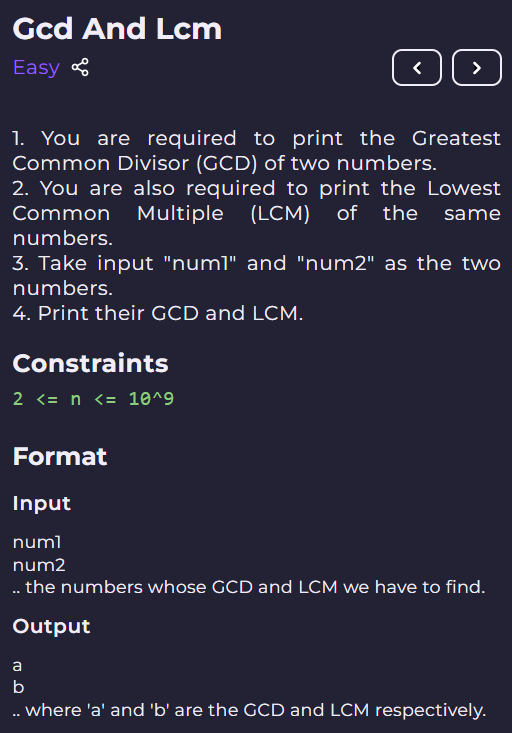 Gcd And Lcm
Easy
1. You are required to print the Greatest
Common Divisor (GCD) of two numbers.
2. You are also required to print the Lowest
Common Multiple (LCM) of the same
numbers.
3. Take input "num1" and "num2" as the two
numbers.
4. Print their GCD and LCM.
Constraints
2 <= n <= 10^9
Format
Input
num1
num2
.. the numbers whose GCD and LCM we have to find.
Output
a
b
.. where 'a' and 'b' are the GCD and LCM respectively.